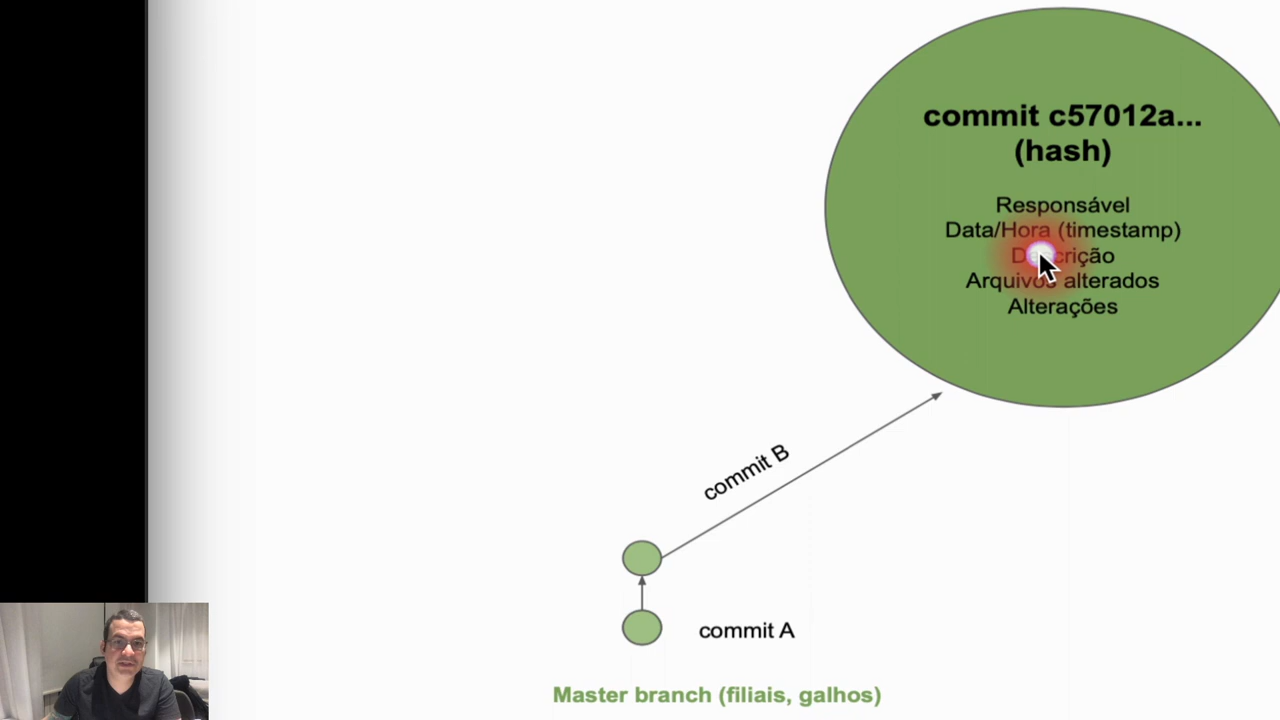 commit c57012a...
(hash)
Responsável
Data/Hora (timestamp)
Descrição
Arquivos alterados
Alterações
commit B
commit A
Master branch (filiais, galhos)